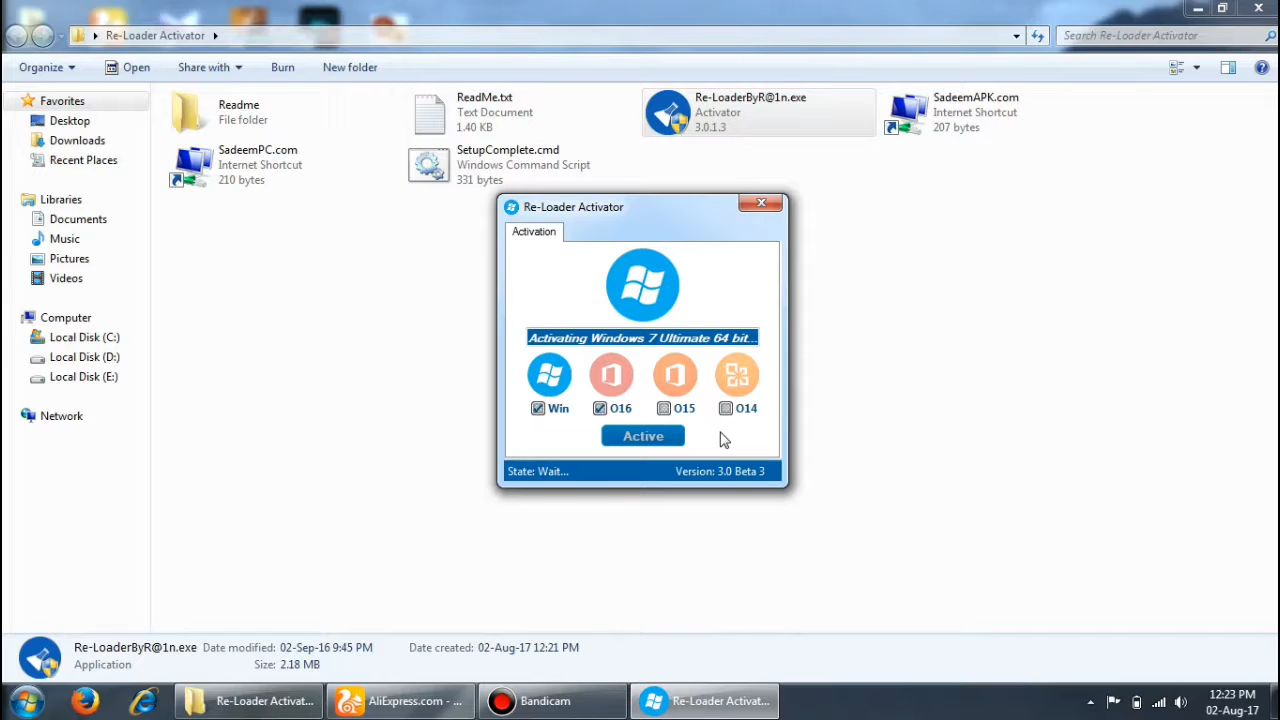 Re-Loader Activator
Search Re-Loader Activator
Organize
Open
Share with
Burn
New folder
Favorites
Desktop
Downloads
Recent Places
Libraries
Documents
Music
Pictures
Videos
Computer
Local Disk (C:)
Local Disk (D:)
Local Disk (E:)
Network
Readme
File folder
ReadMe.txt
Text Document
1.40 KB
Re-LoaderByR@1n.exe
Activator
3.0.1.3
SadeemAPK.com
Internet Shortcut
207 bytes
SadeemPC.com
Internet Shortcut
210 bytes
SetupComplete.cmd
Windows Command Script
331 bytes
Re-Loader Activator
Activation
Activating Windows 7 Ultimate 64 bit...
Win
O16
O15
O14
Active
State: Wait...
Version: 3.0 Beta 3
Re-LoaderByR@1n.exe
Date modified: 02-Sep-16 9:45 PM
Date created: 02-Aug-17 12:21 PM
Application
Size: 2.18 MB
Re-Loader Activat...
AliExpress.com - ...
Bandicam
Re-Loader Activat...
12:23 PM
02-Aug-17